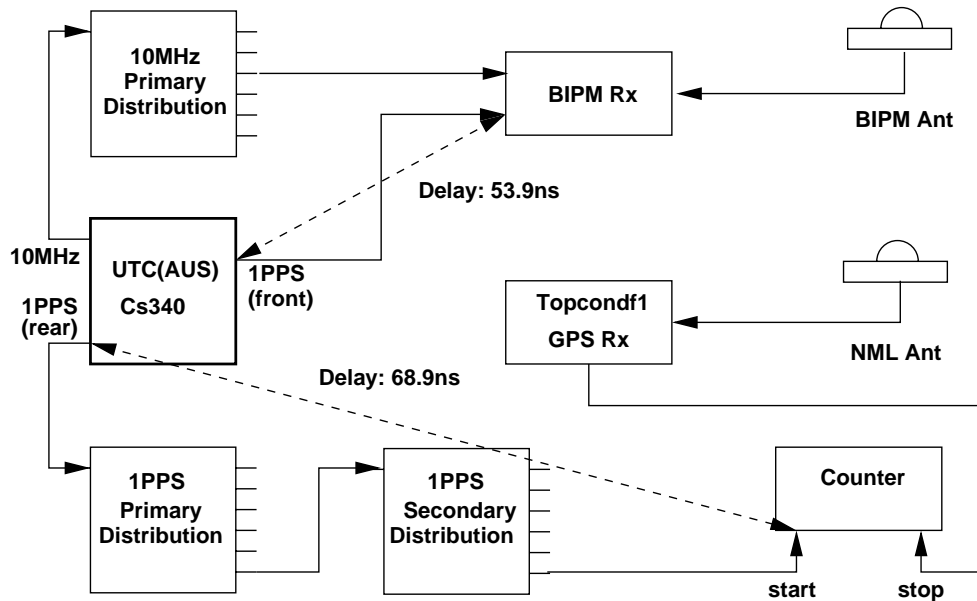 10MHz
Primary
Distribution
BIPM Rx
BIPM Ant
Delay: 53.9ns
10MHz
UTC(AUS)
Cs340
1PPS
(front)
1PPS
(rear)
Topcondf1
GPS Rx
NML Ant
Delay: 68.9ns
1PPS
Primary
Distribution
1PPS
Secondary
Distribution
Counter
start
stop